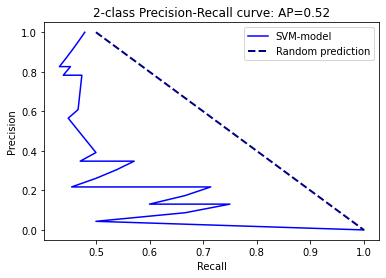 2-class Precision-Recall curve: AP=0.52
SVM-model
Random prediction
Precision
1.0
0.8
0.6
0.4
0.2
0.0
0.5
0.6
0.7
0.8
0.9
1.0
Recall